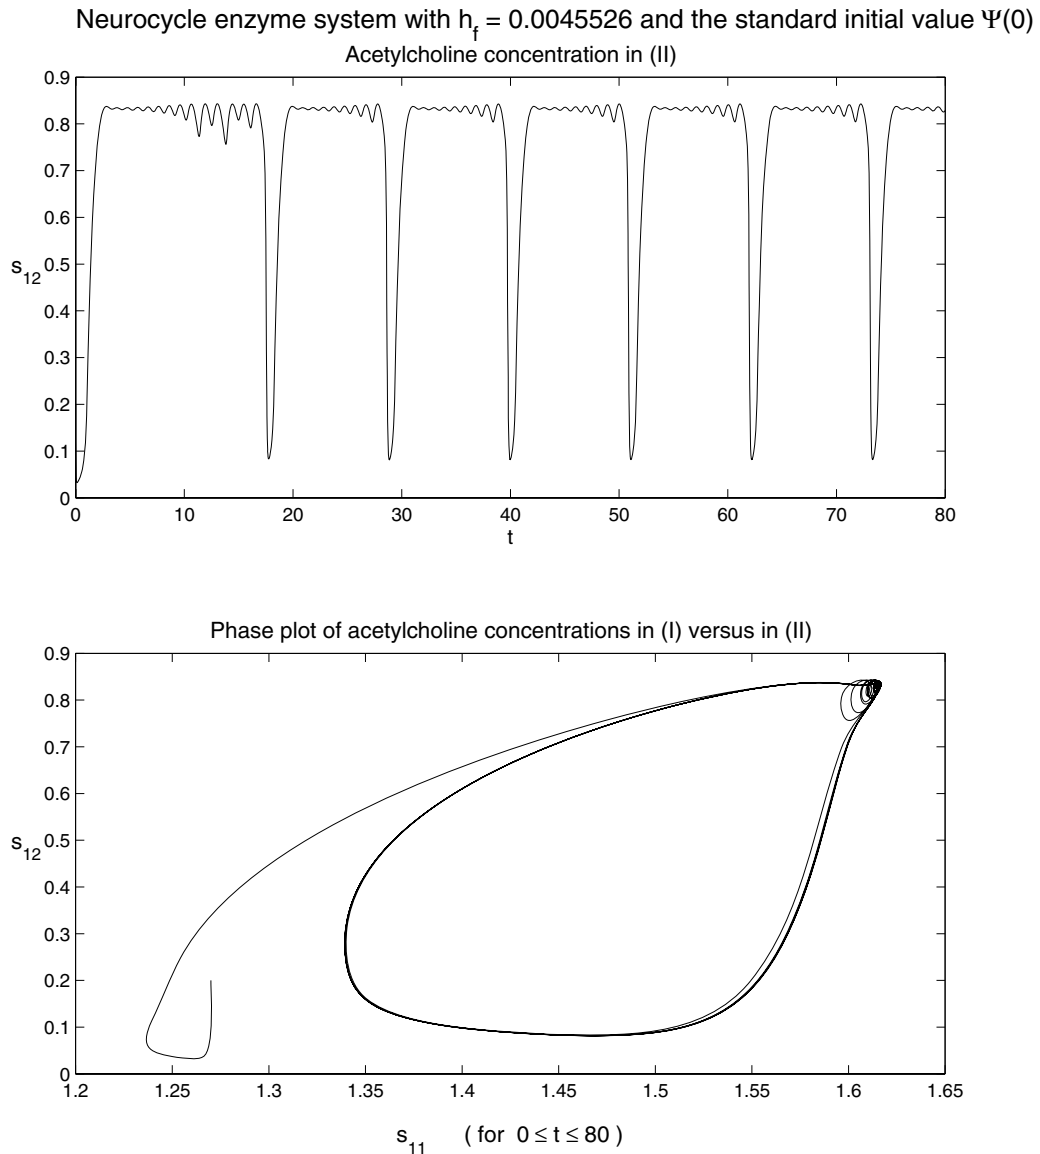 Neurocycle enzyme system with h_f = 0.0045526 and the standard initial value Ψ(0)
Acetylcholine concentration in (II)
0.9
0.8
0.7
0.6
0.5
s_12
0.4
0.3
0.2
0.1
0
0 10 20 30 40 50 60 70 80
t
Phase plot of acetylcholine concentrations in (I) versus in (II)
0.9
0.8
0.7
0.6
0.5
s_12
0.4
0.3
0.2
0.1
0
1.2 1.25 1.3 1.35 1.4 1.45 1.5 1.55 1.6 1.65
s_11 ( for 0 ≤ t ≤ 80 )